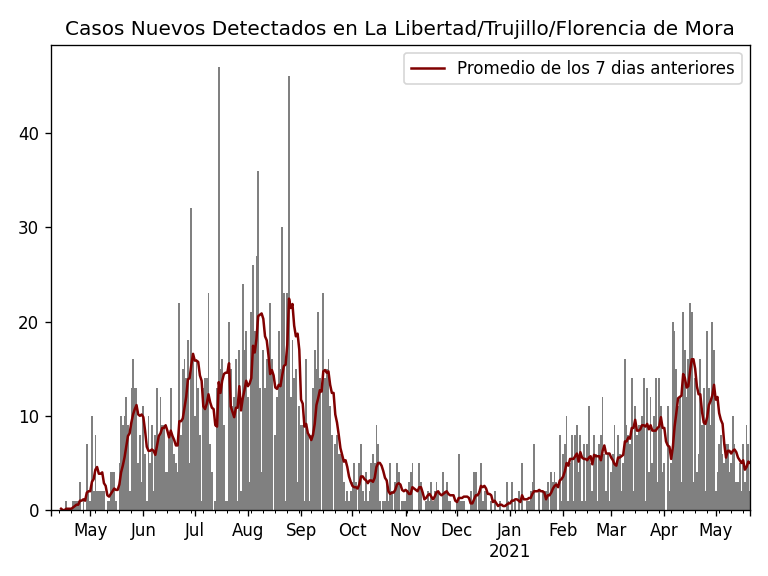 Casos Nuevos Detectados en La Libertad/Trujillo/Florencia de Mora
Promedio de los 7 dias anteriores
40
30
20
10
0
May Jun Jul Aug Sep Oct Nov Dec Jan Feb Mar Apr May
2021